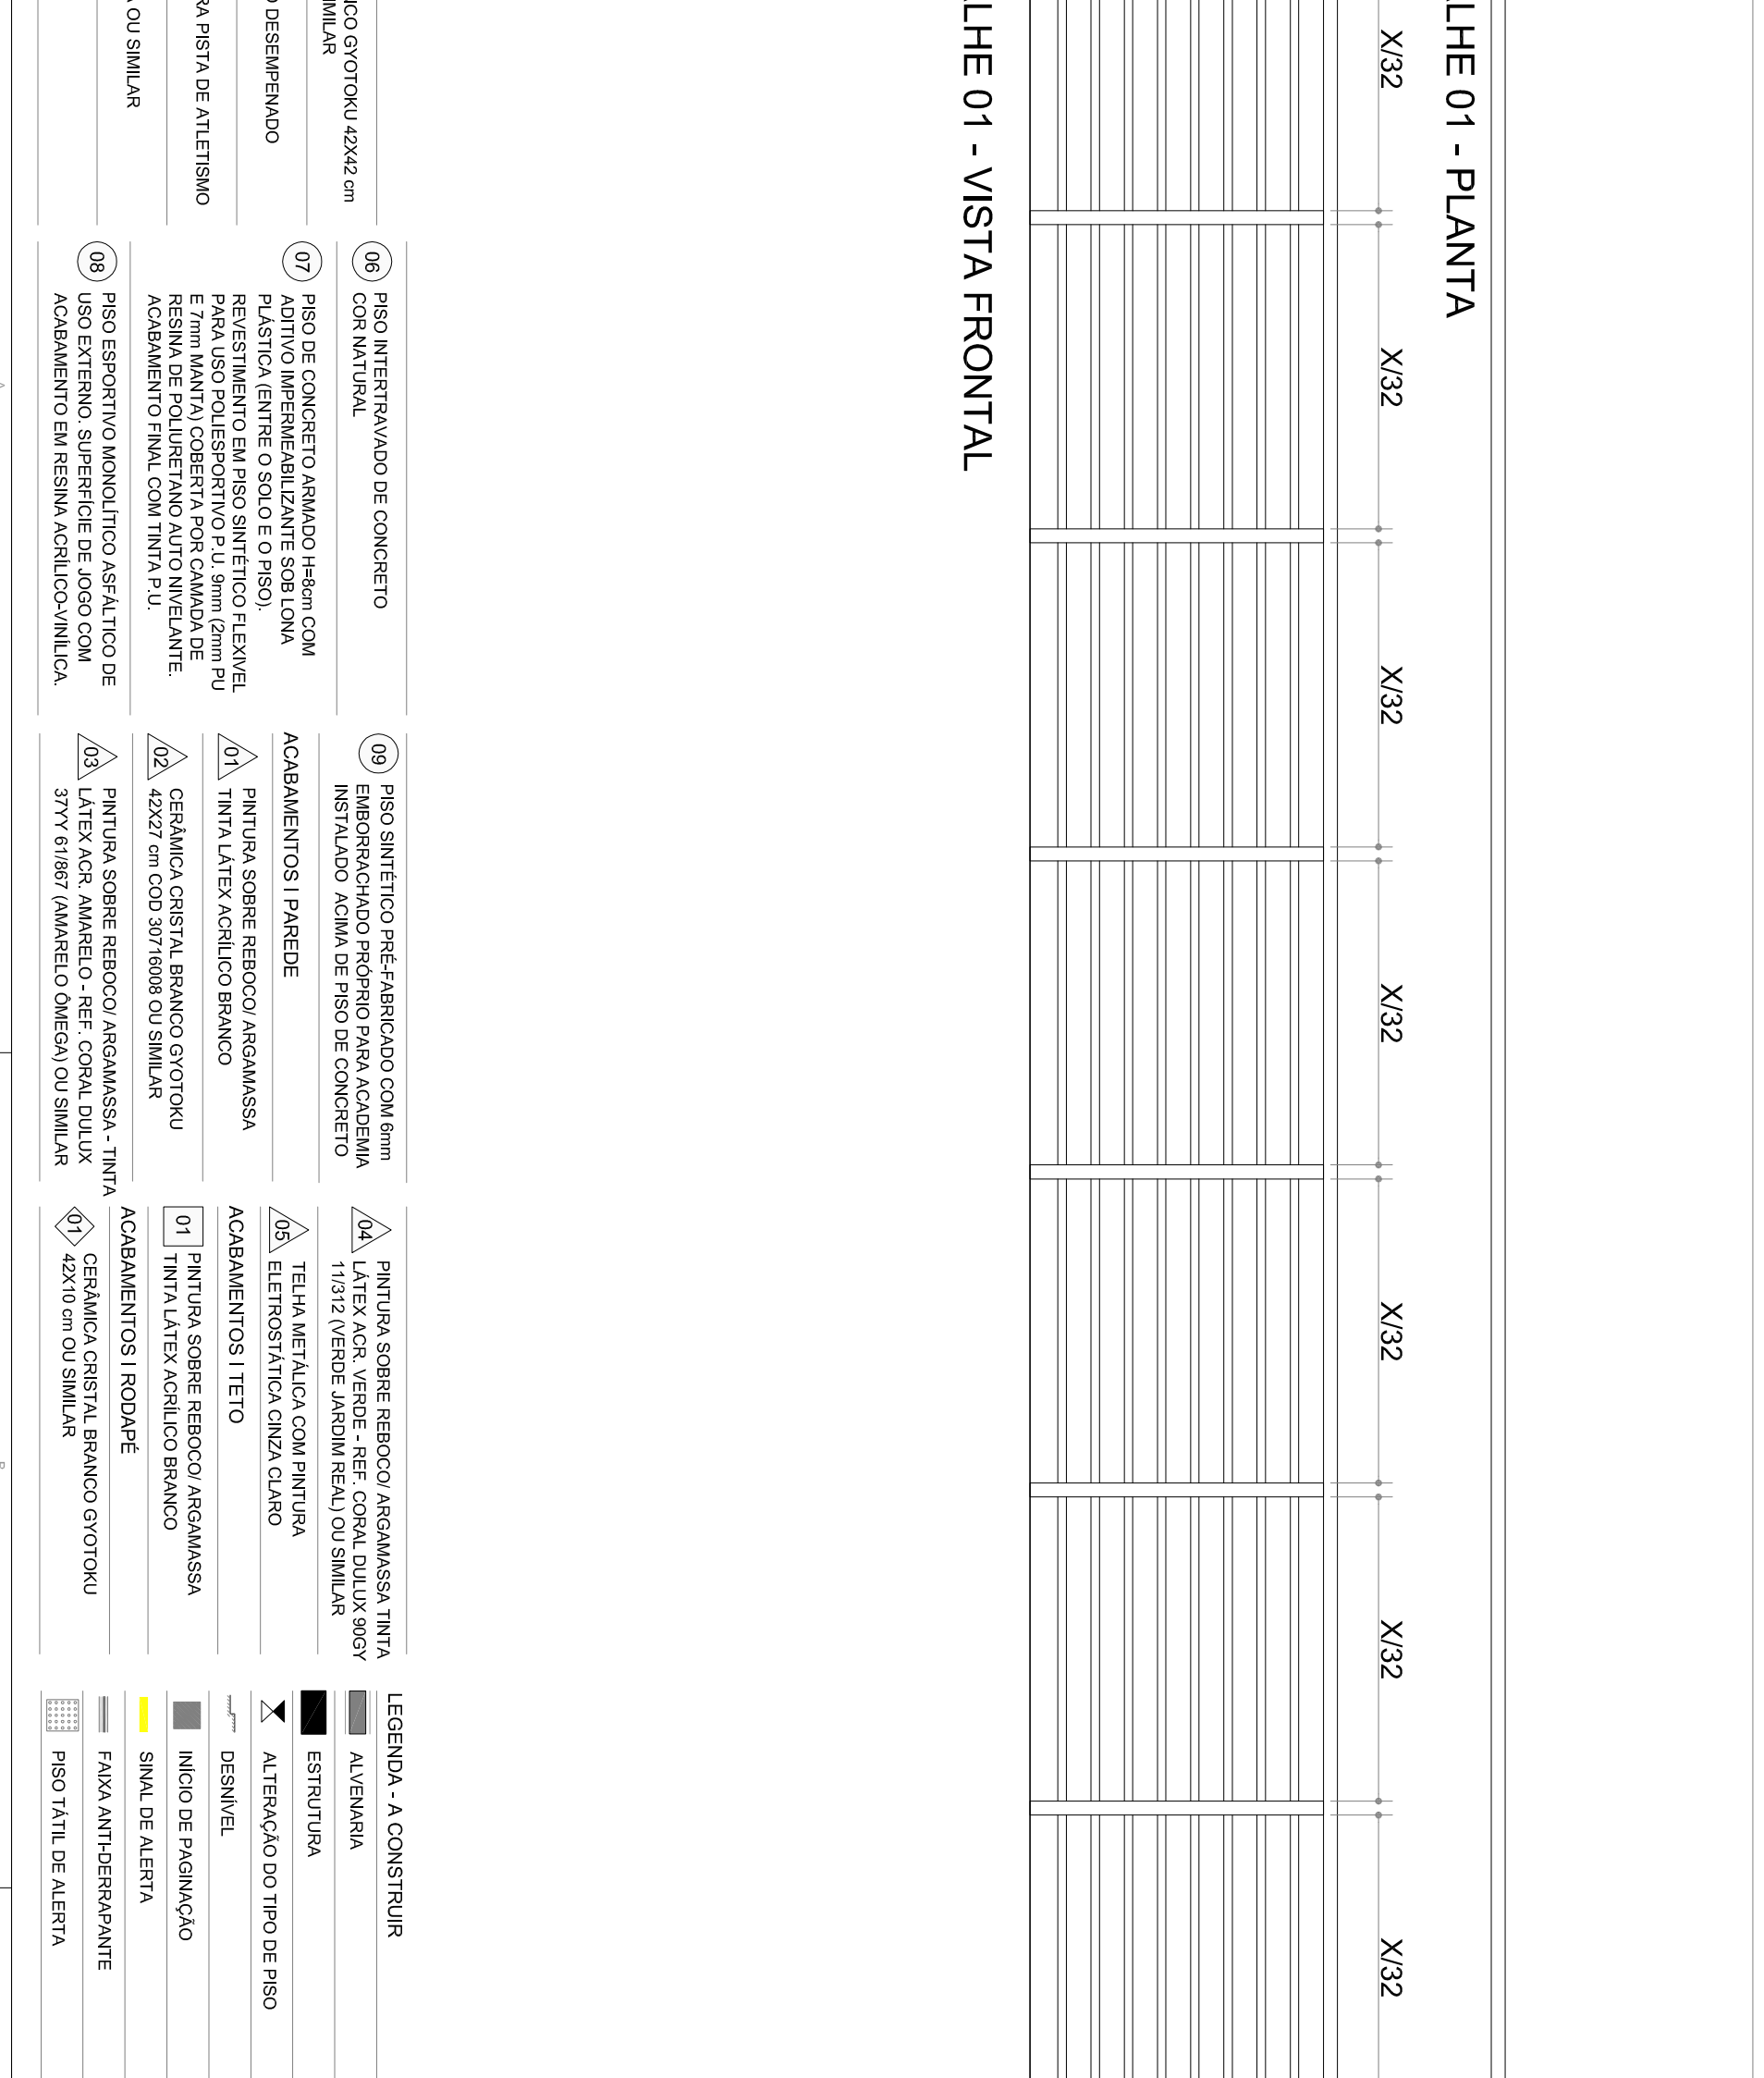 ALHE 01 - PLANTA
X/32
X/32
X/32
X/32
X/32
X/32
X/32
ALHE 01 - VISTA FRONTAL
NCO GYOTOKU 42X42 cm
IMILAR
O DESEMPENADO
RA PISTA DE ATLETISMO
A OU SIMILAR
06
PISO INTERTRAVADO DE CONCRETO
COR NATURAL
07
PISO DE CONCRETO ARMADO H=8cm COM
ADITIVO IMPERMEABILIZANTE SOB LONA
PLÁSTICA (ENTRE O SOLO E O PISO).
REVESTIMENTO EM PISO SINTÉTICO FLEXIVEL
PARA USO POLIESPORTIVO P.U. 9mm (2mm PU
E 7mm MANTA) COBERTA POR CAMADA DE
RESINA DE POLIURETANO AUTO NIVELANTE.
ACABAMENTO FINAL COM TINTA P.U.
08
PISO ESPORTIVO MONOLÍTICO ASFÁLTICO DE
USO EXTERNO. SUPERFÍCIE DE JOGO COM
ACABAMENTO EM RESINA ACRÍLICO-VINÍLICA.
09
PISO SINTÉTICO PRÉ-FABRICADO COM 6mm
EMBORRACHADO PRÓPRIO PARA ACADEMIA
INSTALADO ACIMA DE PISO DE CONCRETO
ACABAMENTOS I PAREDE
01
PINTURA SOBRE REBOCO/ ARGAMASSA
TINTA LÁTEX ACRÍLICO BRANCO
02
CERÂMICA CRISTAL BRANCO GYOTOKU
42X27 cm COD 30716008 OU SIMILAR
03
PINTURA SOBRE REBOCO/ ARGAMASSA - TINTA
LÁTEX ACR. AMARELO - REF. CORAL DULUX
37YY 61/867 (AMARELO ÔMEGA) OU SIMILAR
04
PINTURA SOBRE REBOCO/ ARGAMASSA TINTA
LÁTEX ACR. VERDE - REF. CORAL DULUX 90GY
11/312 (VERDE JARDIM REAL) OU SIMILAR
05
TELHA METÁLICA COM PINTURA
ELETROSTÁTICA CINZA CLARO
ACABAMENTOS I TETO
01
PINTURA SOBRE REBOCO/ ARGAMASSA
TINTA LÁTEX ACRÍLICO BRANCO
ACABAMENTOS I RODAPÉ
01
CERÂMICA CRISTAL BRANCO GYOTOKU
42X10 cm OU SIMILAR
LEGENDA - A CONSTRUIR
ALVENARIA
ESTRUTURA
ALTERAÇÃO DO TIPO DE PISO
DESNÍVEL
INÍCIO DE PAGINAÇÃO
SINAL DE ALERTA
FAIXA ANTI-DERRAPANTE
PISO TÁTIL DE ALERTA